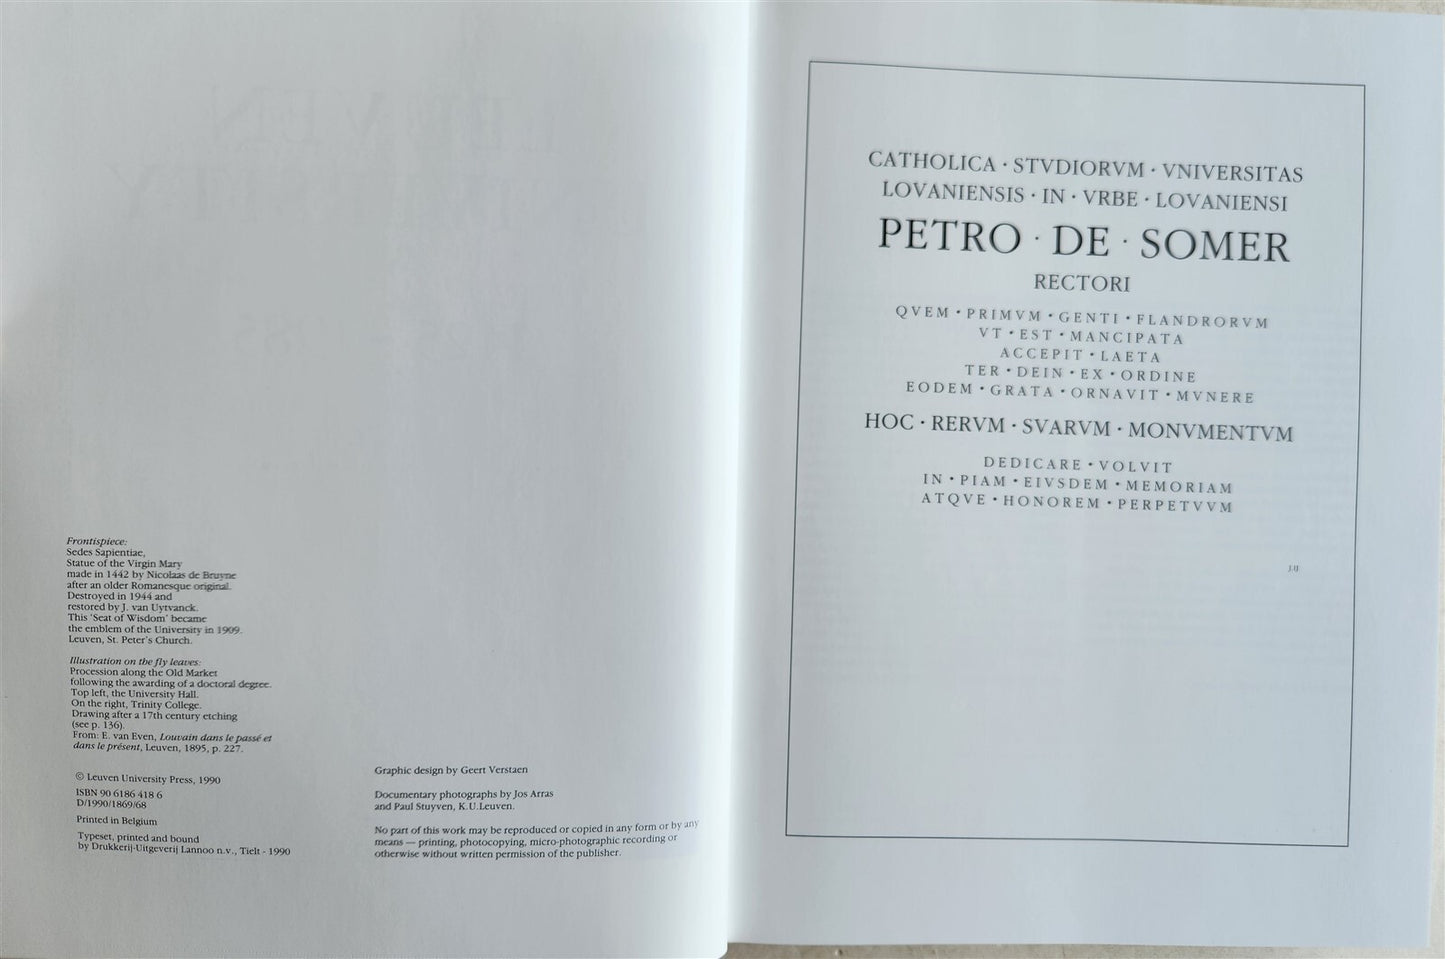 Frontispiece:
Sedes Sapientiae,
Statue of the Virgin Mary
made in 1442 by Nicolaas de Bruyne
after an older Romanesque original.
Destroyed in 1944 and
restored by J. van Uytvanck.
This 'Seat of Wisdom' became
the emblem of the University in 1909.
Leuven, St. Peter's Church.
Illustration on the fly leaves:
Procession along the Old Market
following the awarding of a doctoral degree.
Top left, the University Hall.
On the right, Trinity College.
Drawing after a 17th century etching
(see p. 136).
From: E. van Even, Louvain dans le passé et
dans le présent, Leuven, 1895, p. 227.
© Leuven University Press, 1990
ISBN 90 6186 418 6
D/1990/1869/68
Printed in Belgium
Typeset, printed and bound
by Drukkerij-Uitgeverij Lannoo n.v., Tielt - 1990
Graphic design by Geert Verstaen
Documentary photographs by Jos Arras
and Paul Stuyven, K.U.Leuven.
No part of this work may be reproduced or copied in any form or by any
means — printing, photocopying, micro-photographic recording or
otherwise without written permission of the publisher.
CATHOLICA · STVDIORVM · VNIVERSITAS
LOVANIENSIS · IN · VRBE · LOVANIENSI
PETRO · DE · SOMER
RECTORI
QVEM · PRIMVM · GENTI · FLANDRORVM
VT · EST · MANCIPATA
ACCEPIT · LAETA
TER · DEIN · EX · ORDINE
EODEM · GRATA · ORNAVIT · MVNERE
HOC · RERVM · SVARVM · MONVMENTVM
DEDICARE · VOLVIT
IN · PIAM · EIVSDEM · MEMORIAM
ATQVE · HONOREM · PERPETVVM